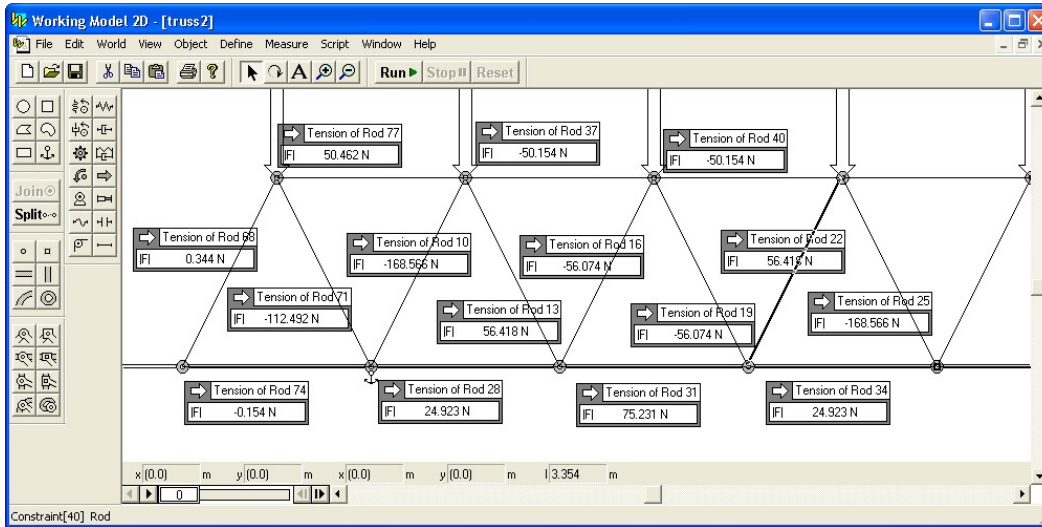 Working Model 2D - [truss2]
File Edit World View Object Define Measure Script Window Help
A Run Stop Reset
Join
Split
Tension of Rod 77
|F| 50.462 N
Tension of Rod 37
|F| -50.154 N
Tension of Rod 40
|F| -50.154 N
Tension of Rod 68
|F| 0.344 N
Tension of Rod 10
|F| -168.566 N
Tension of Rod 16
|F| -56.074 N
Tension of Rod 22
|F| 56.418 N
Tension of Rod 71
|F| -112.492 N
Tension of Rod 13
|F| 56.418 N
Tension of Rod 19
|F| -56.074 N
Tension of Rod 25
|F| -168.566 N
Tension of Rod 74
|F| -0.154 N
Tension of Rod 28
|F| 24.923 N
Tension of Rod 31
|F| 75.231 N
Tension of Rod 34
|F| 24.923 N
x (0.0) m y (0.0) m x (0.0) m y (0.0) m l 3.354 m
0
Constraint[40] Rod